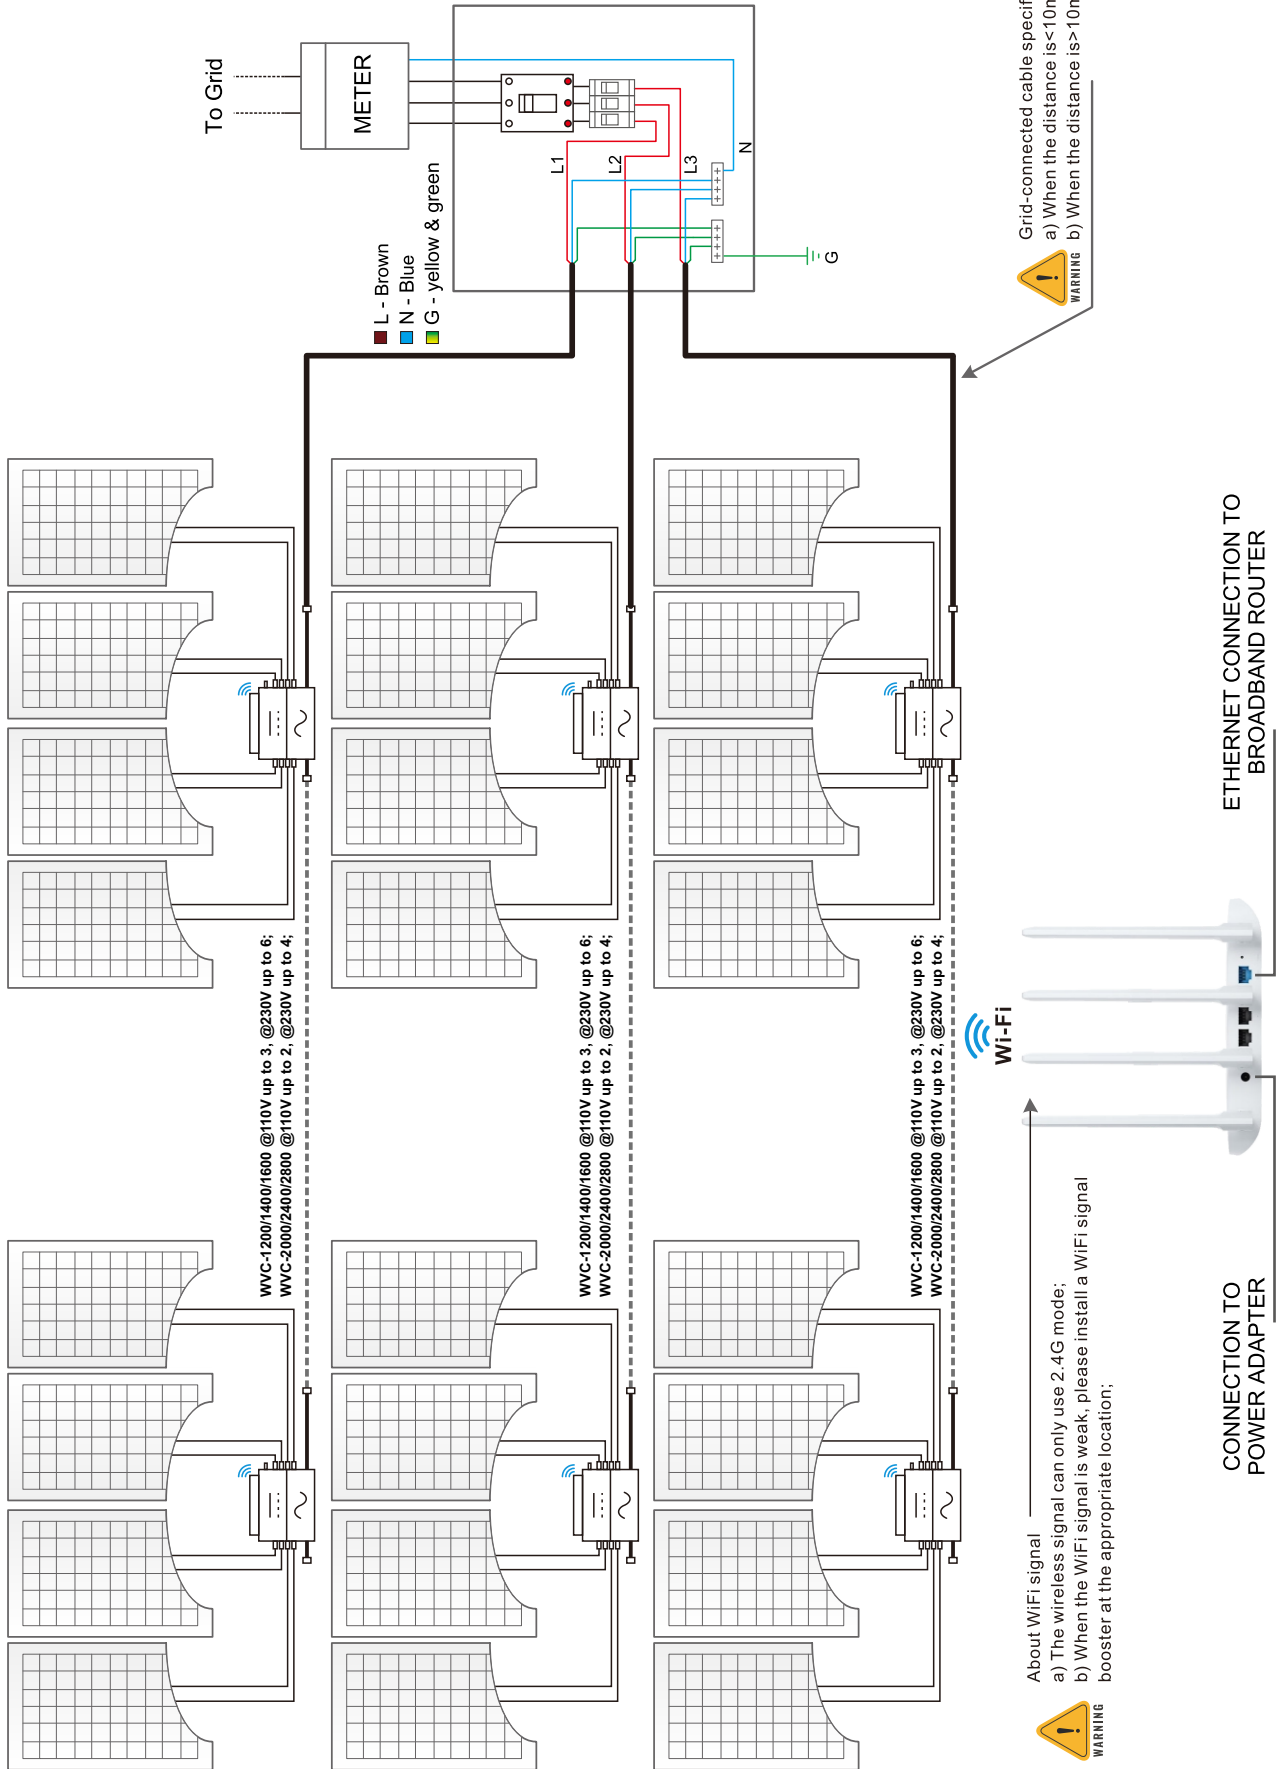 To Grid
METER
L1
L2
L3
N
G
L - Brown
N - Blue
G - yellow & green
WVC-1200/1400/1600 @110V up to 3, @230V up to 6;
WVC-2000/2400/2800 @110V up to 2, @230V up to 4;
WVC-1200/1400/1600 @110V up to 3, @230V up to 6;
WVC-2000/2400/2800 @110V up to 2, @230V up to 4;
WVC-1200/1400/1600 @110V up to 3, @230V up to 6;
WVC-2000/2400/2800 @110V up to 2, @230V up to 4;
WARNING
Grid-connected cable
a) When the distance is<10
b) When the distance is>10
Wi-Fi
WARNING
About WiFi signal
a) The wireless signal can only use 2.4G mode;
b) When the WiFi signal is weak, please install a WiFi signal
booster at the appropriate location;
CONNECTION TO
POWER ADAPTER
ETHERNET CONNECTION TO
BROADBAND ROUTER